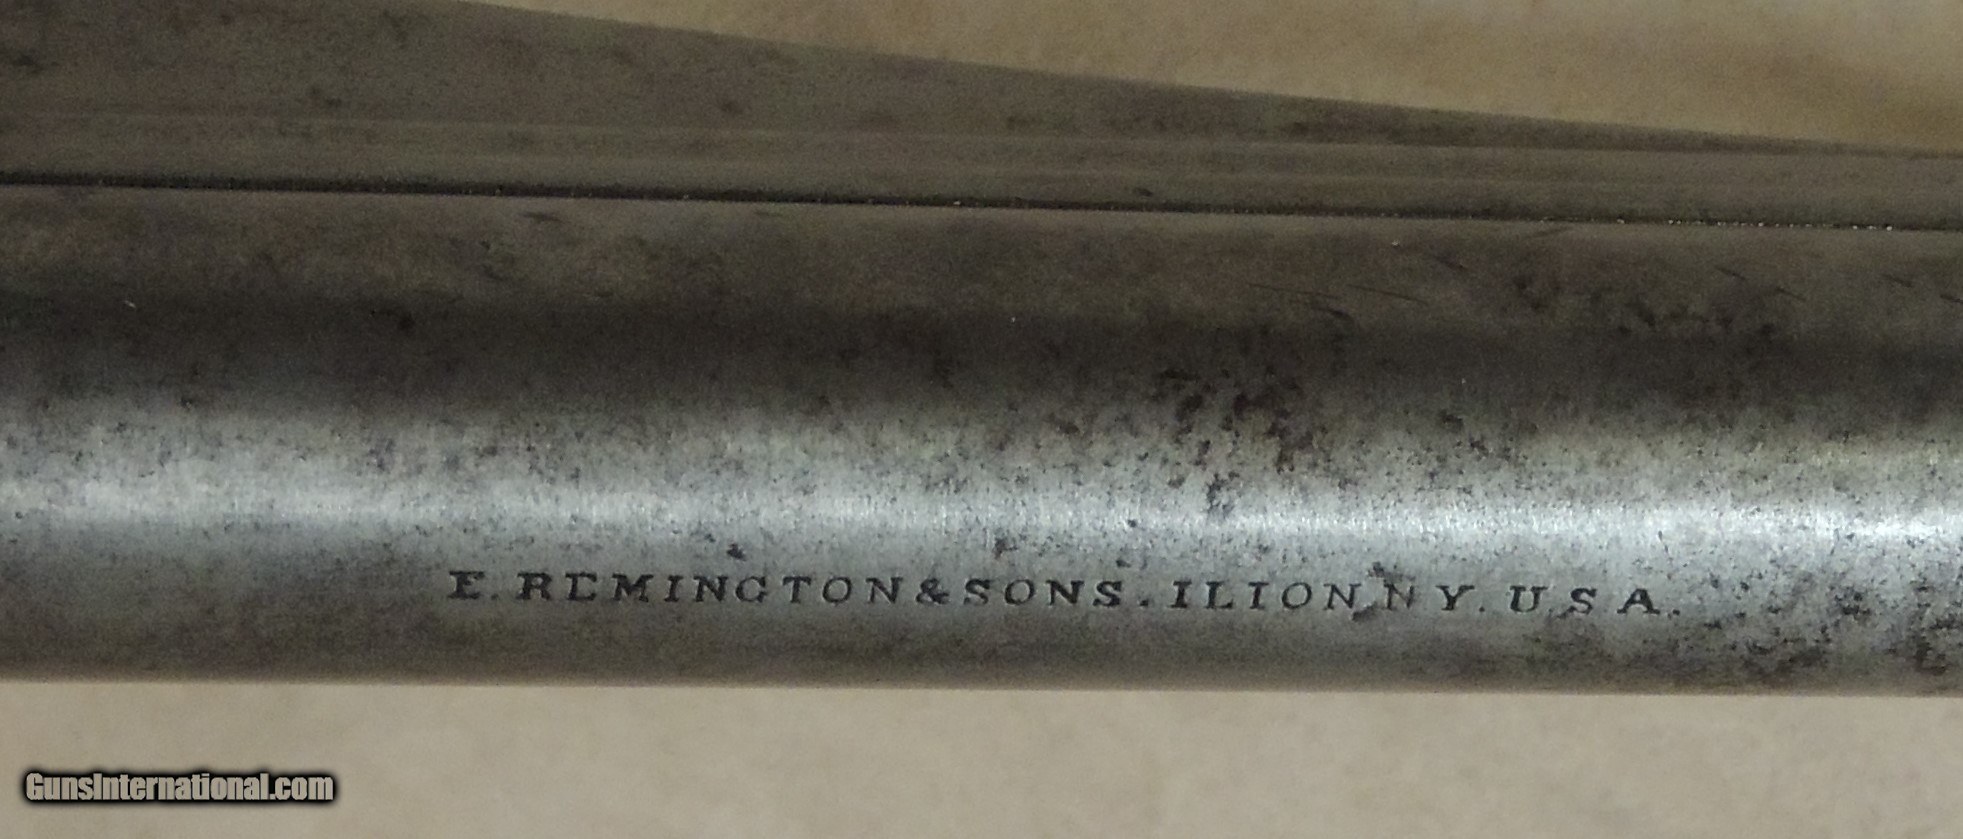 E. REMINGTON & SONS. ILION, N Y. U S A.
GunsInternational.com